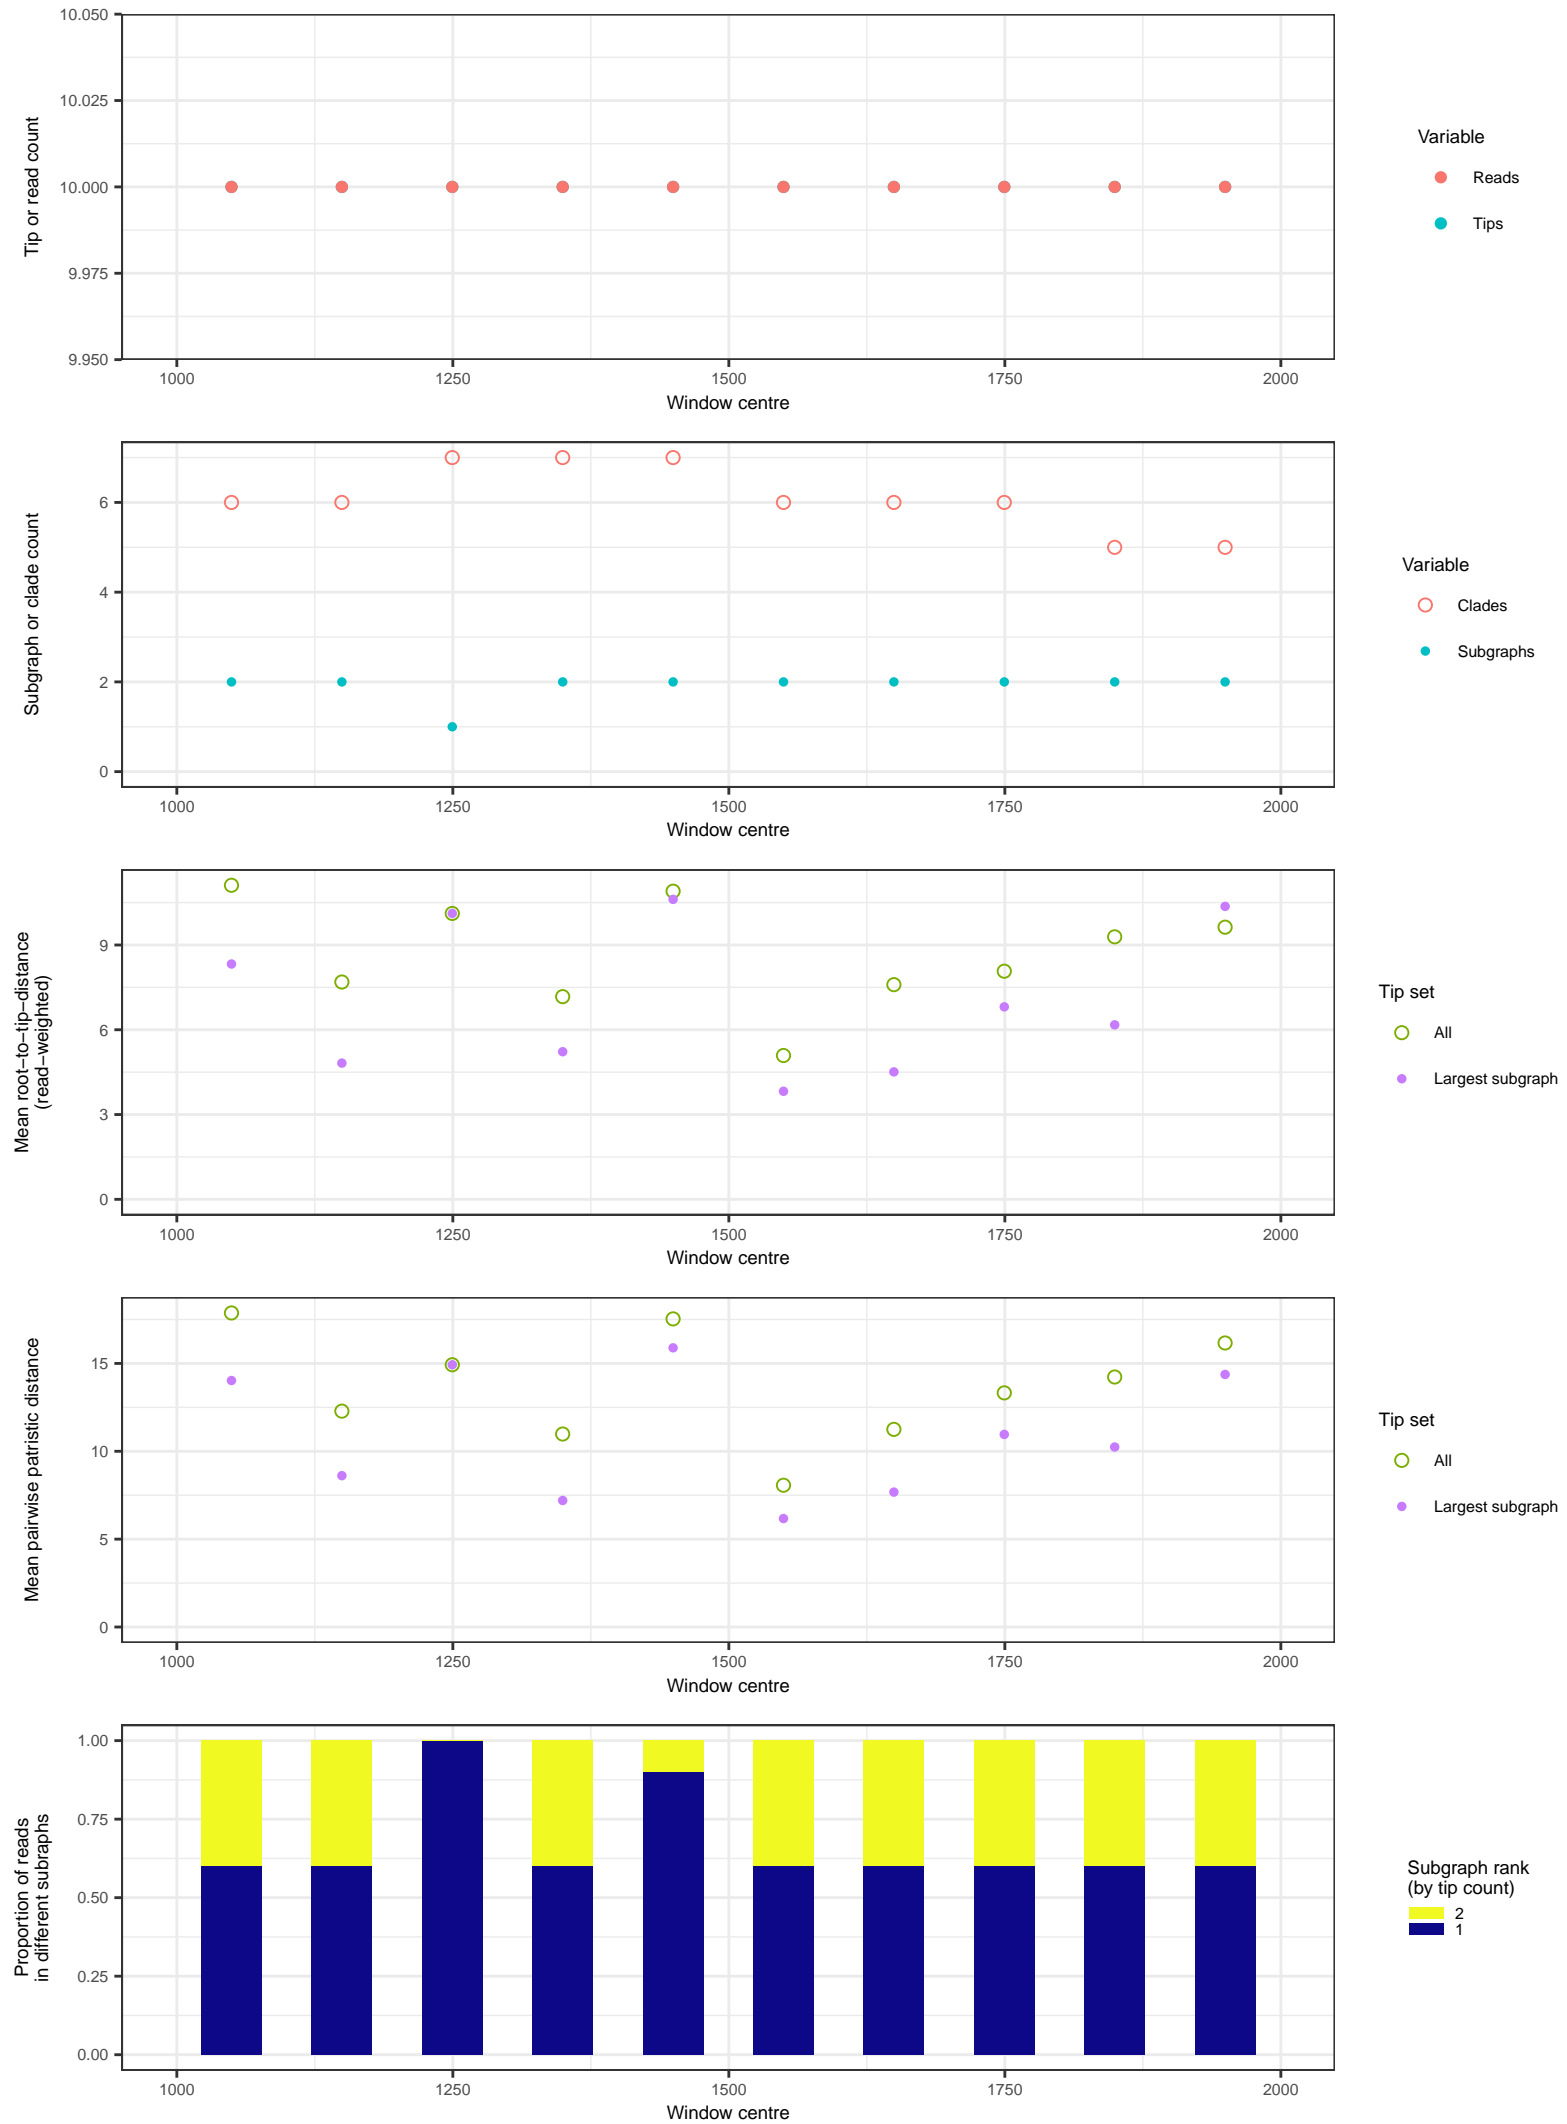 10.050
10.025
10.000
9.975
9.950
Tip or read count
1000 1250 1500 1750 2000
Window centre
Variable
Reads
Tips
6
4
2
0
Subgraph or clade count
1000 1250 1500 1750 2000
Window centre
Variable
Clades
Subgraphs
9
6
3
0
Mean root−to−tip−distance
(read−weighted)
1000 1250 1500 1750 2000
Window centre
Tip set
All
Largest subgraph
15
10
5
0
Mean pairwise patristic distance
1000 1250 1500 1750 2000
Window centre
Tip set
All
Largest subgraph
1.00
0.75
0.50
0.25
0.00
Proportion of reads
in different subraphs
1000 1250 1500 1750 2000
Window centre
Subgraph rank
(by tip count)
2
1